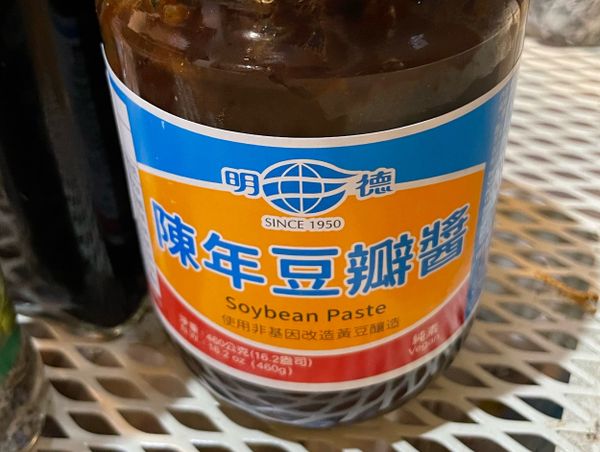 明德
SINCE 1950
陳年豆瓣醬
Soybean Paste
使用非基因改造黃豆釀造
淨重：460公克(16.2盎司)
16.2 oz (460g)
純素
Vegan